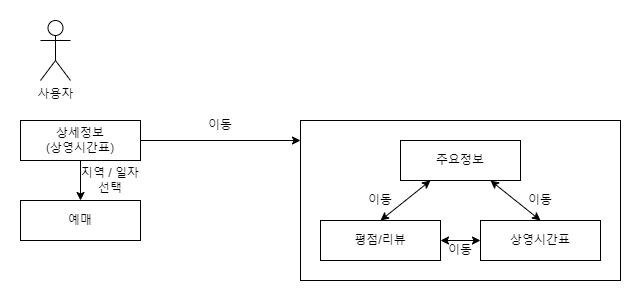 사용자
상세정보
(상영시간표)
이동
지역 / 일자
선택
예매
주요정보
이동
이동
평점/리뷰
이동
상영시간표